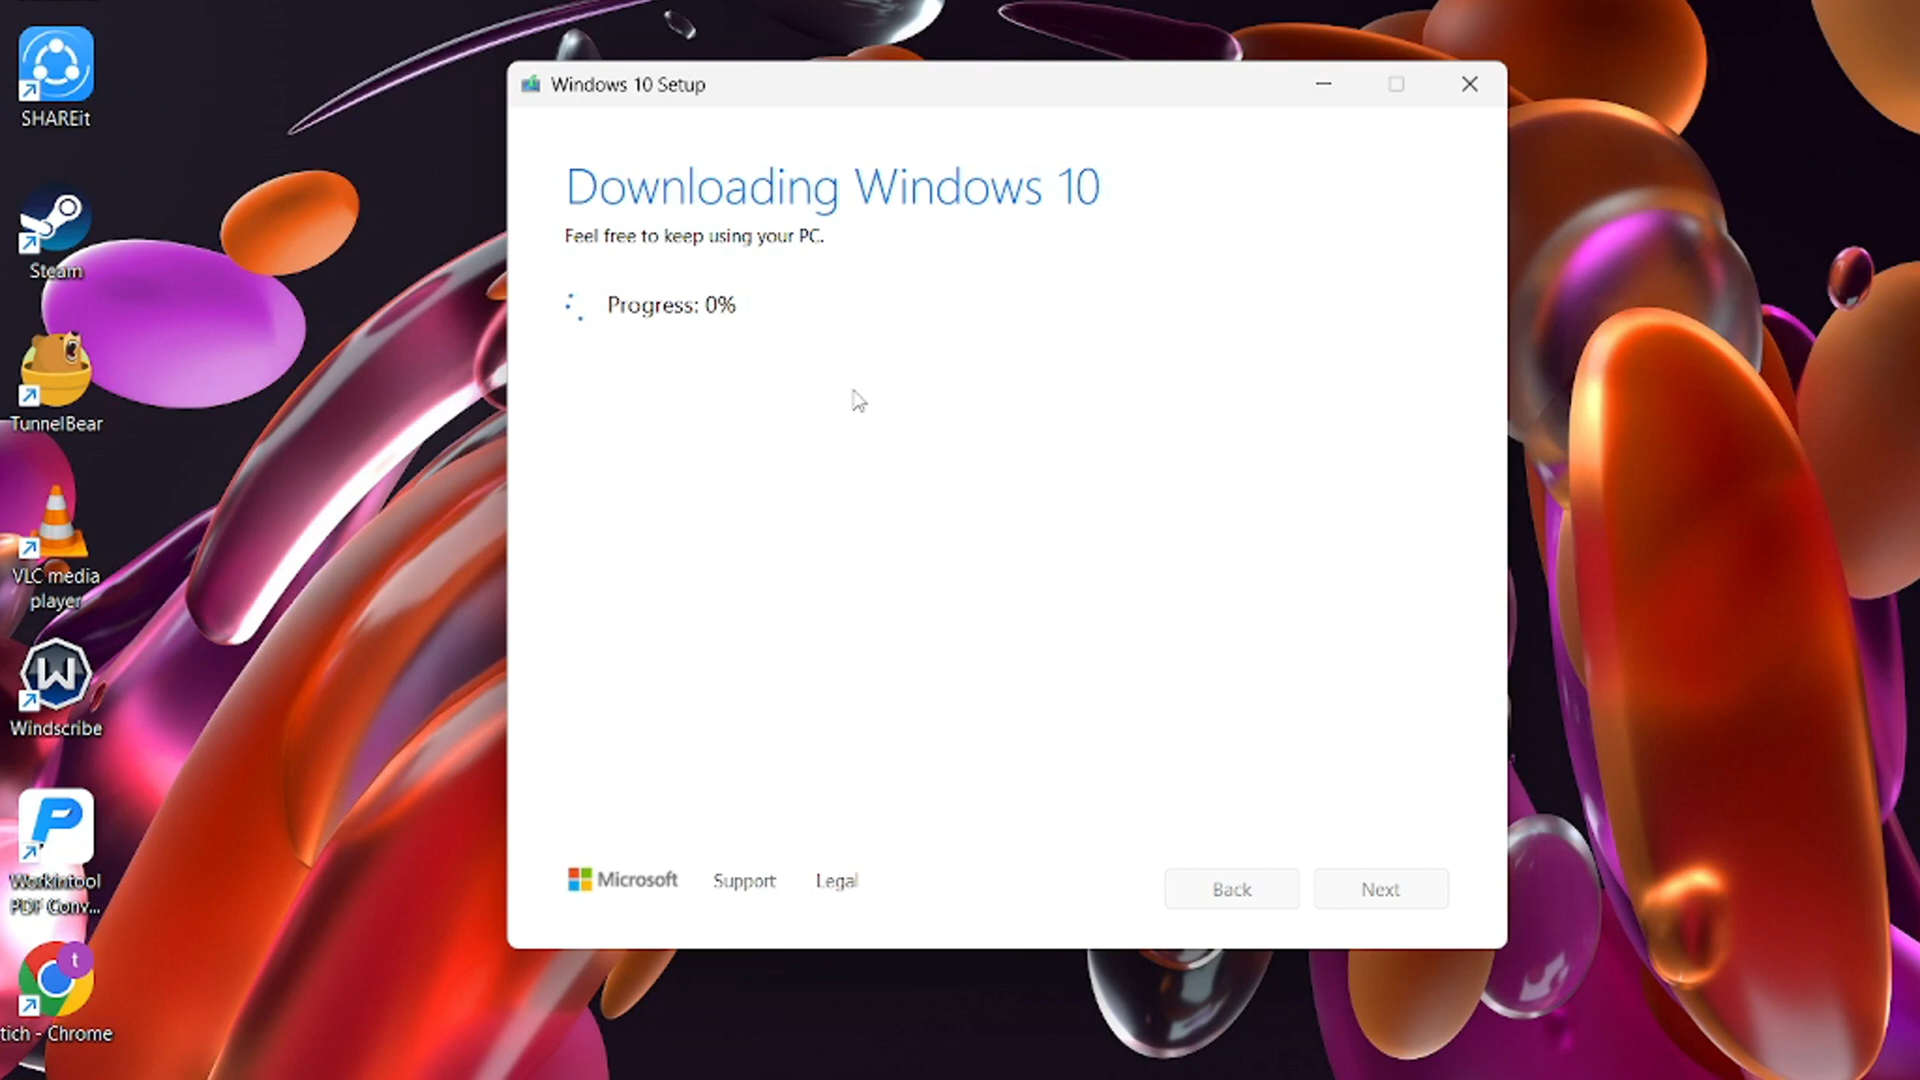 SHAREit
Steam
TunnelBear
VLC media
player
W
Windscribe
P
Workintool
PDF Conv...
t
tich - Chrome
Windows 10 Setup
Downloading Windows 10
Feel free to keep using your PC.
Progress: 0%
Microsoft
Support
Legal
Back
Next